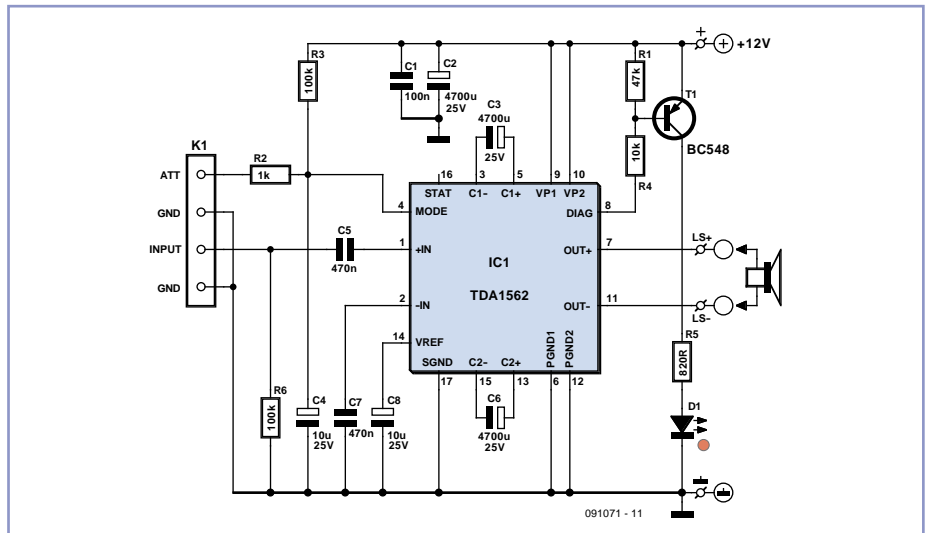 +
+12V
R3
100k
C1
100n
C2
4700u
25V
C3
4700u
25V
R1
47k
T1
BC548
K1
R2
1k
ATT
GND
INPUT
GND
10k
R4
16
3
5
9
10
STAT
C1-
C1+
VP1
VP2
4
MODE
DIAG
8
C5
470n
1
+IN
OUT+
7
LS+
IC1
TDA1562
2
-IN
OUT-
11
LS-
14
VREF
SGND
C2-
C2+
PGND1
PGND2
17
15
13
6
12
R5
820R
R6
100k
C4
10u
25V
C7
470n
C8
10u
25V
C6
4700u
25V
D1
091071 - 11